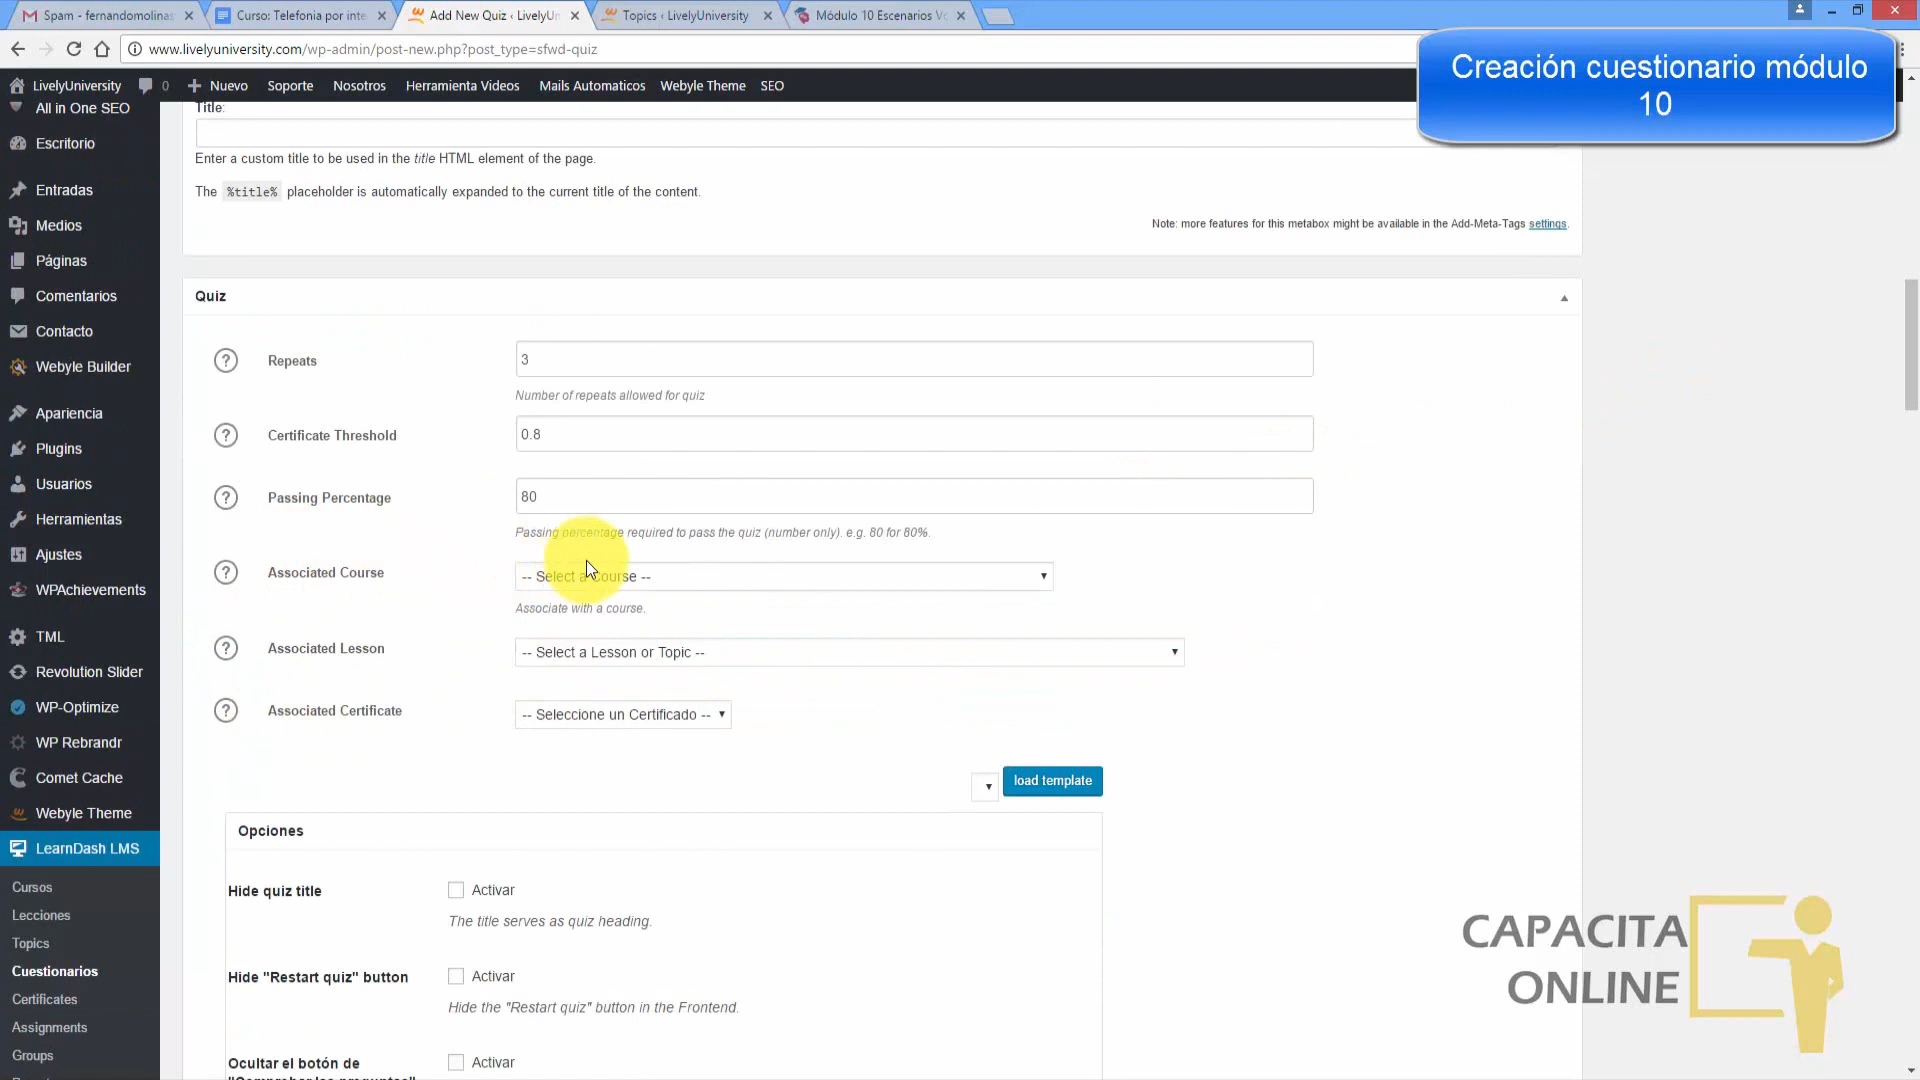 Spam - fernandomolinas
Curso: Telefonia por inte
Add New Quiz ‹ LivelyUn
Topics ‹ LivelyUniversity
Módulo 10 Escenarios Vo
www.livelyuniversity.com/wp-admin/post-new.php?post_type=sfwd-quiz
Creación cuestionario módulo
10
LivelyUniversity 0 Nuevo Soporte Nosotros Herramienta Videos Mails Automaticos Webyle Theme SEO
All in One SEO
Escritorio
Entradas
Medios
Páginas
Comentarios
Contacto
Webyle Builder
Apariencia
Plugins
Usuarios
Herramientas
Ajustes
WPAchievements
TML
Revolution Slider
WP-Optimize
WP Rebrandr
Comet Cache
Webyle Theme
LearnDash LMS
Cursos
Lecciones
Topics
Cuestionarios
Certificates
Assignments
Groups
Title:
Enter a custom title to be used in the title HTML element of the page.
The %title% placeholder is automatically expanded to the current title of the content.
Note: more features for this metabox might be available in the Add-Meta-Tags settings.
Quiz
Repeats
3
Number of repeats allowed for quiz
Certificate Threshold
0.8
Passing Percentage
80
Passing percentage required to pass the quiz (number only). e.g. 80 for 80%.
Associated Course
-- Select a Course --
Associate with a course.
Associated Lesson
-- Select a Lesson or Topic --
Associated Certificate
-- Seleccione un Certificado --
load template
Opciones
Hide quiz title
Activar
The title serves as quiz heading.
Hide "Restart quiz" button
Activar
Hide the "Restart quiz" button in the Frontend.
Ocultar el botón de
Activar
CAPACITA
ONLINE